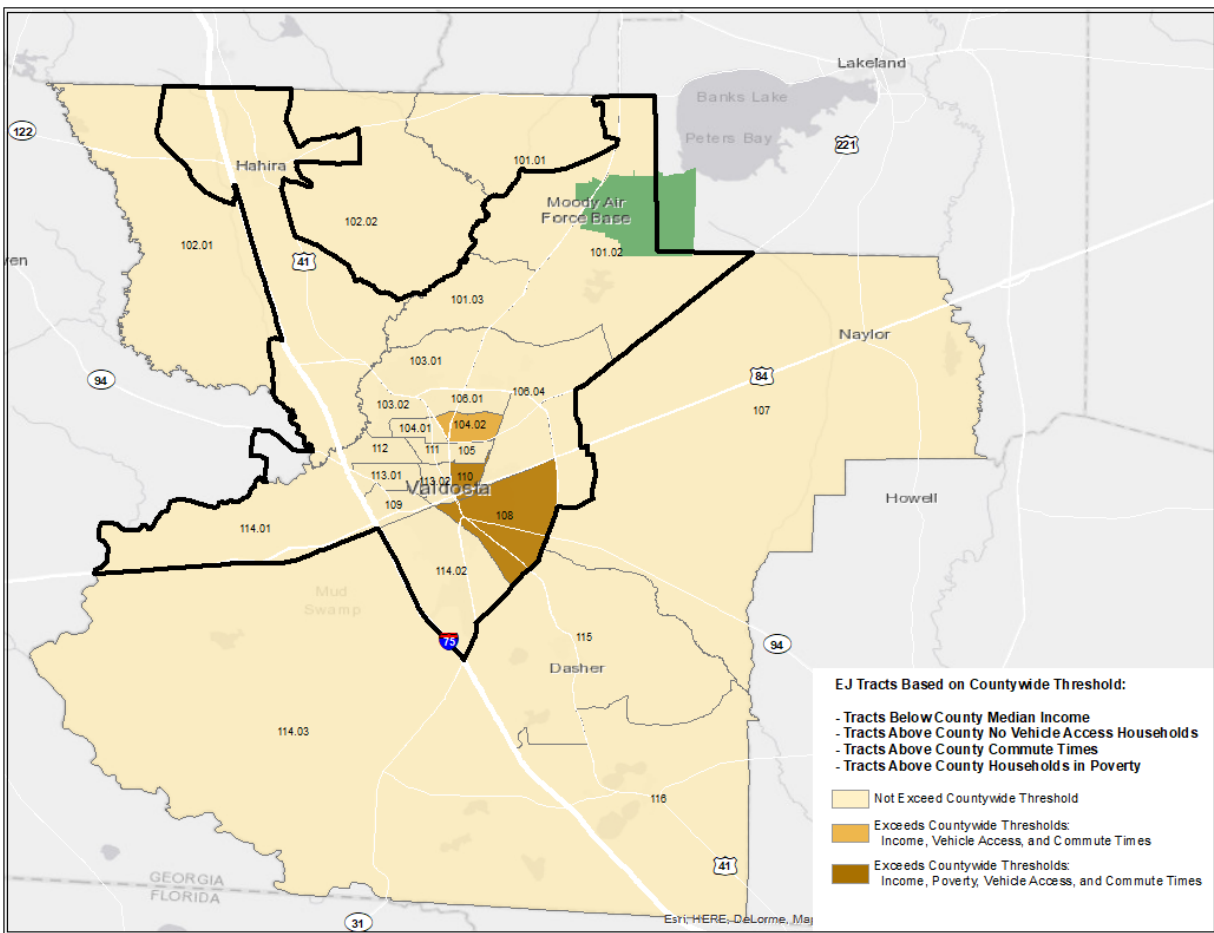 Lakeland
Banks Lake
122
Peters Bay
221
101.01
Hahira
Moody Air
Force Base
102.02
102.01
101.02
41
101.03
Naylor
103.01
84
94
106.04
106.01
103.02
107
104.02
104.01
112
111
105
113.01
110
113.02
Valdosta
Howell
109
108
114.01
114.02
Mud
Swamp
75
115
94
Dasher
114.03
116
41
GEORGIA
FLORIDA
31
EJ Tracts Based on Countywide Threshold:
- Tracts Below County Median Income
- Tracts Above County No Vehicle Access Households
- Tracts Above County Commute Times
- Tracts Above County Households in Poverty
Not Exceed Countywide Threshold
Exceeds Countywide Thresholds:
Income, Vehicle Access, and Commute Times
Exceeds Countywide Thresholds:
Income, Poverty, Vehicle Access, and Commute Times
Esri, HERE, DeLorme,